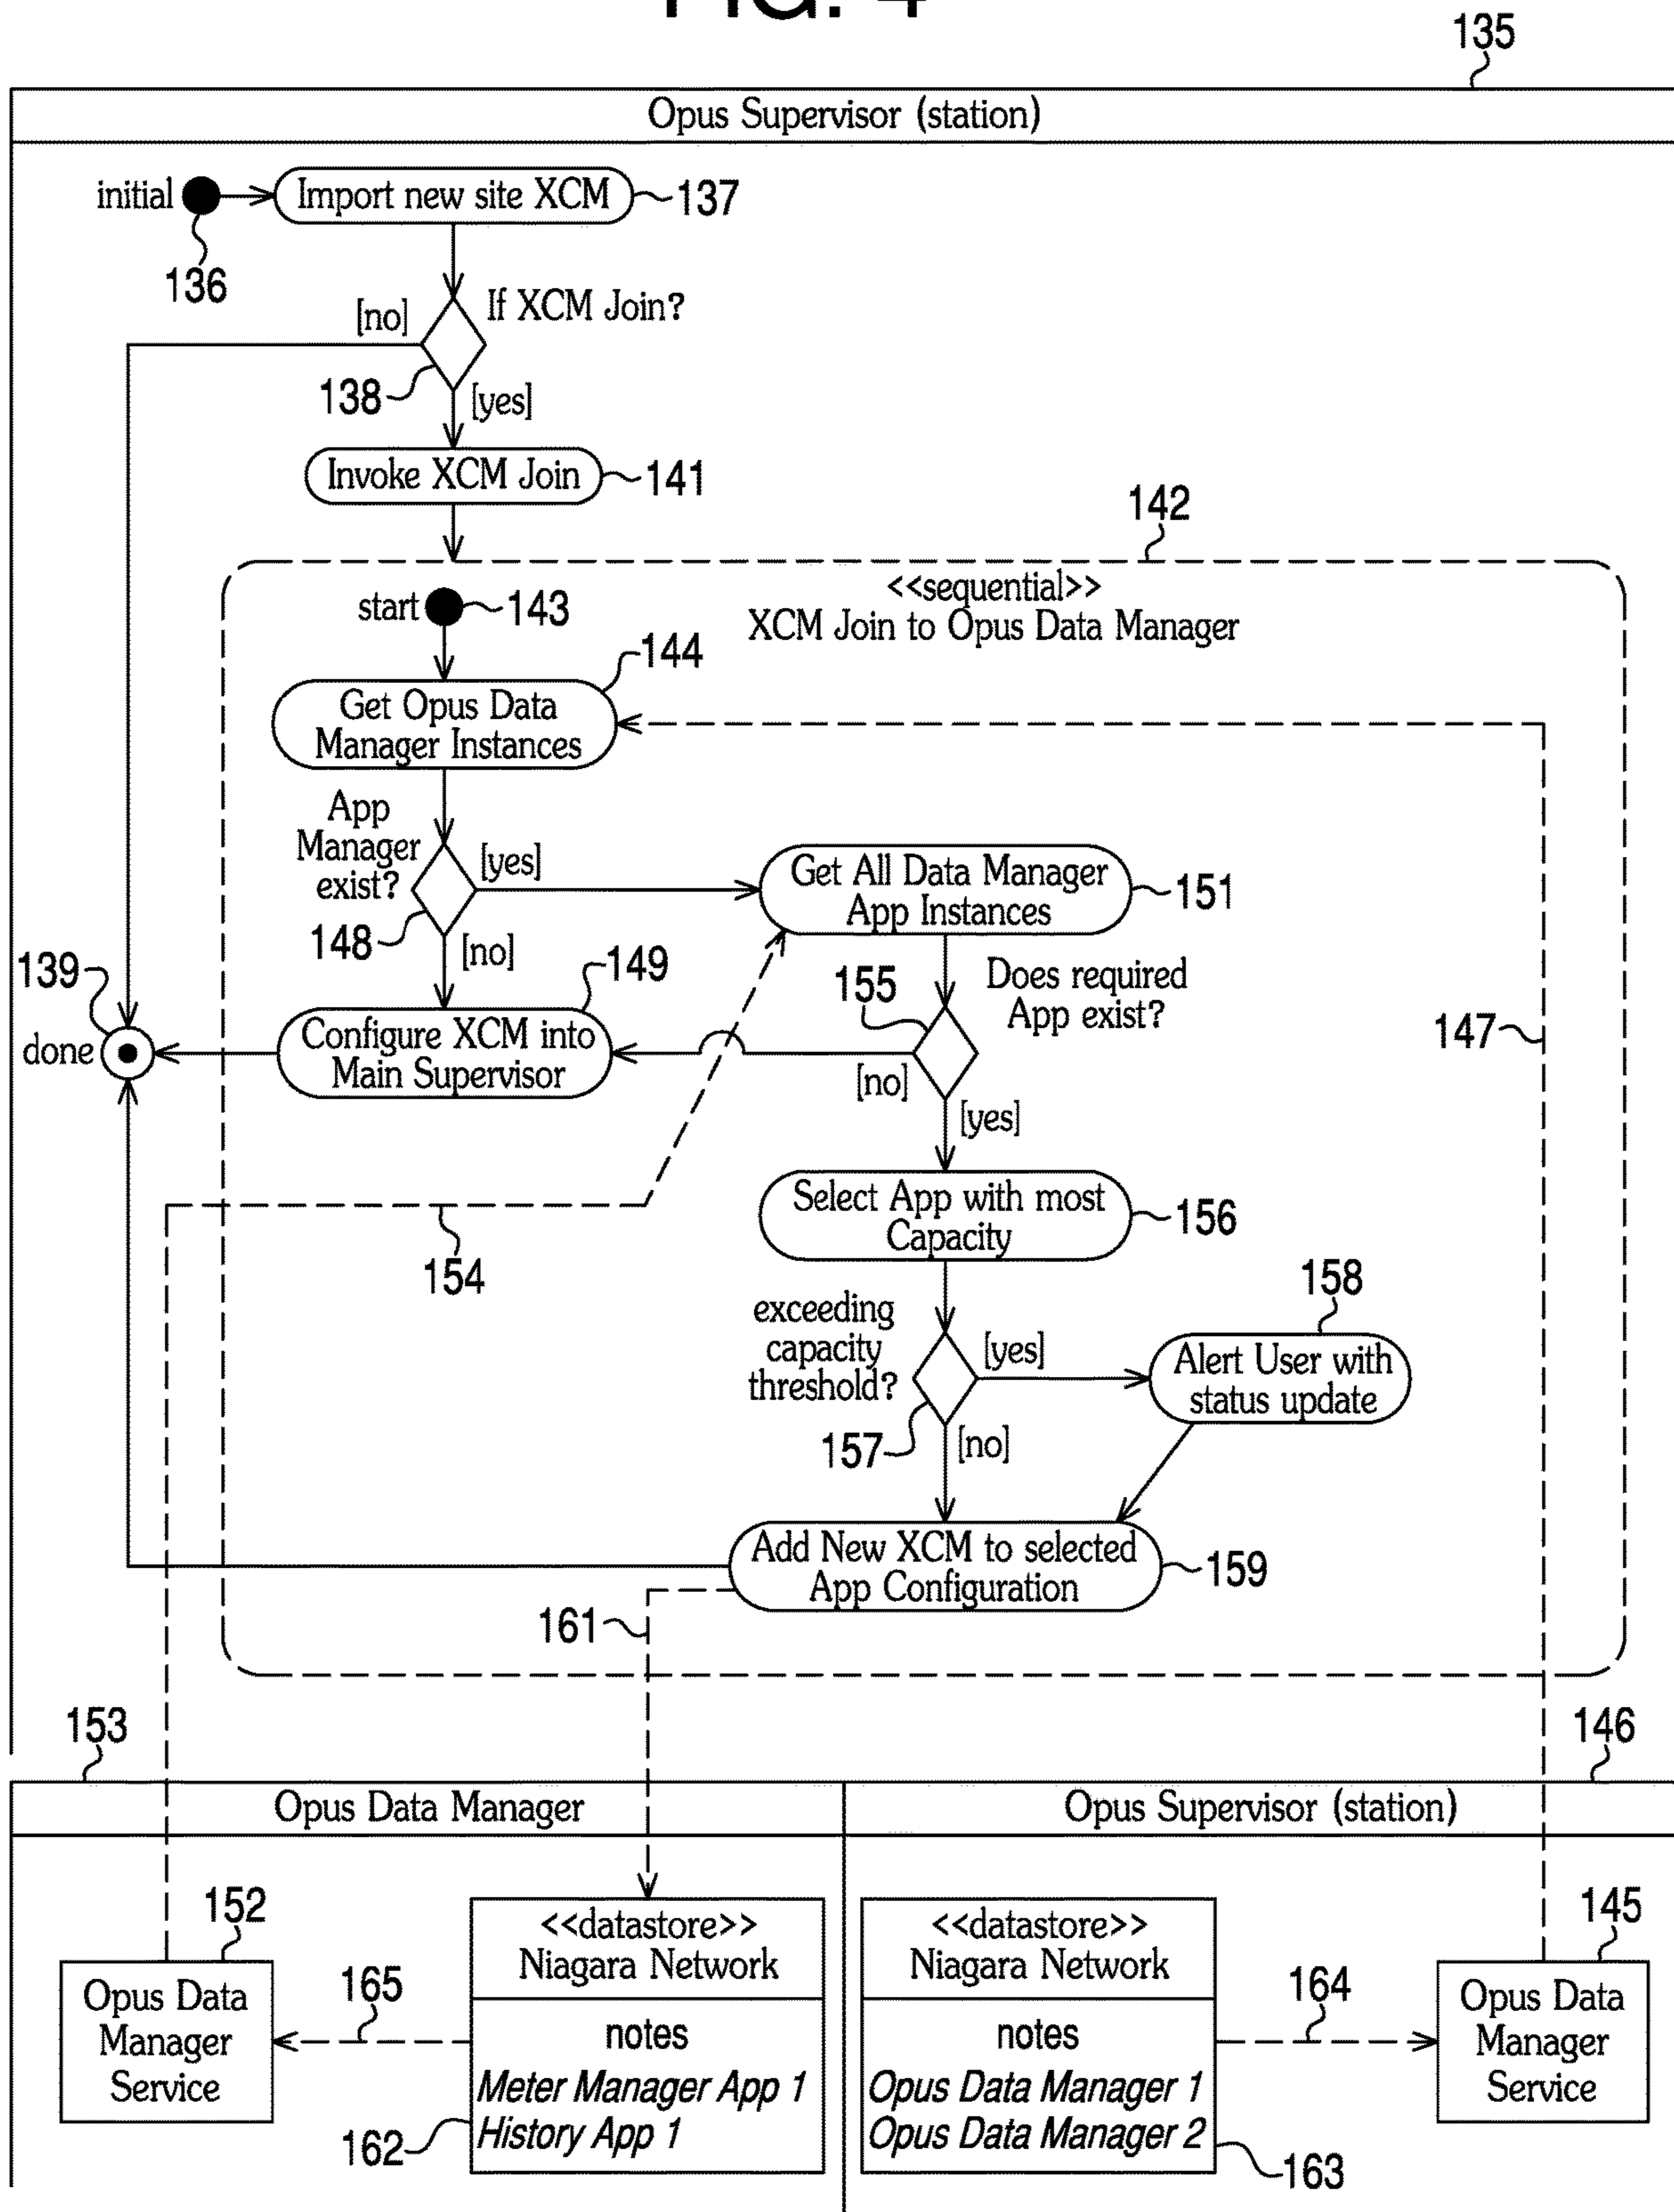 FIG. 4
135
Opus Supervisor (station)
initial
Import new site XCM
137
136
[no]
If XCM Join?
138
[yes]
Invoke XCM Join
141
142
<<sequential>>
XCM Join to Opus Data Manager
start
143
144
Get Opus Data
Manager Instances
App
Manager
exist?
[yes]
148
[no]
Get All Data Manager
App Instances
151
139
done
149
Configure XCM into
Main Supervisor
155
Does required
App exist?
[no]
[yes]
147
154
Select App with most
Capacity
156
exceeding
capacity
threshold?
[yes]
157
[no]
158
Alert User with
status update
Add New XCM to selected
App Configuration
159
161
153
146
Opus Data Manager
Opus Supervisor (station)
152
Opus Data
Manager
Service
165
<<datastore>>
Niagara Network
notes
Meter Manager App 1
History App 1
162
<<datastore>>
Niagara Network
notes
Opus Data Manager 1
Opus Data Manager 2
163
164
145
Opus Data
Manager
Service